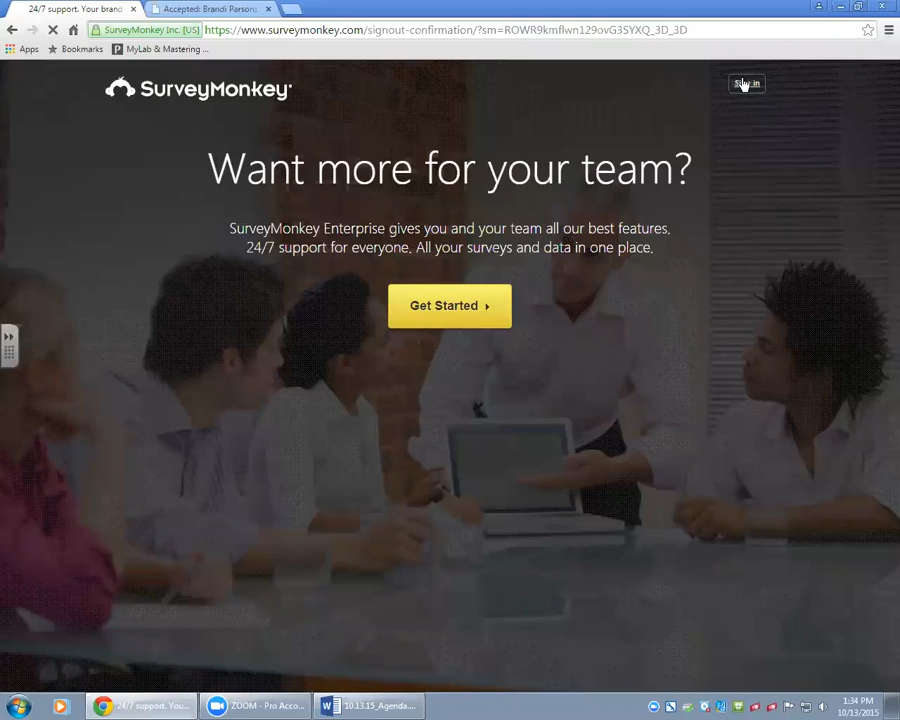 24/7 support. Your brand
Accepted: Brandi Parsons
SurveyMonkey Inc. [US]
https://www.surveymonkey.com/signout-confirmation/?sm=ROWR9kmflwn129ovG3SYXQ_3D_3D
Apps
Bookmarks
MyLab & Mastering ...
SurveyMonkey
Sign in
Want more for your team?
SurveyMonkey Enterprise gives you and your team all our best features.
24/7 support for everyone. All your surveys and data in one place.
Get Started
24/7 support. You...
ZOOM - Pro Acco...
10.13.15_Agenda....
1:34 PM
10/13/2015